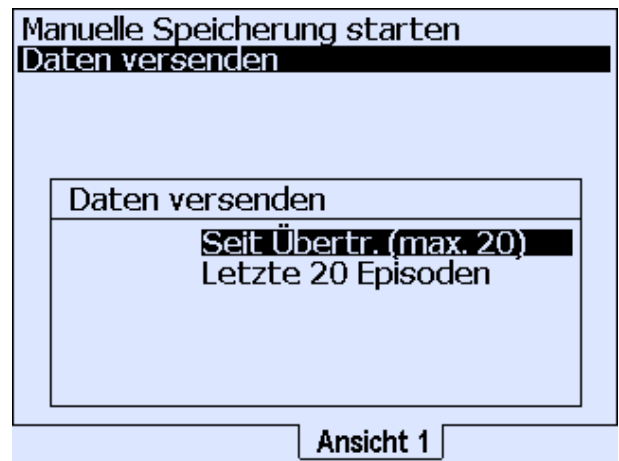 Manuelle Speicherung starten
Daten versenden
Daten versenden
Seit Übertr. (max. 20)
Letzte 20 Episoden
Ansicht 1